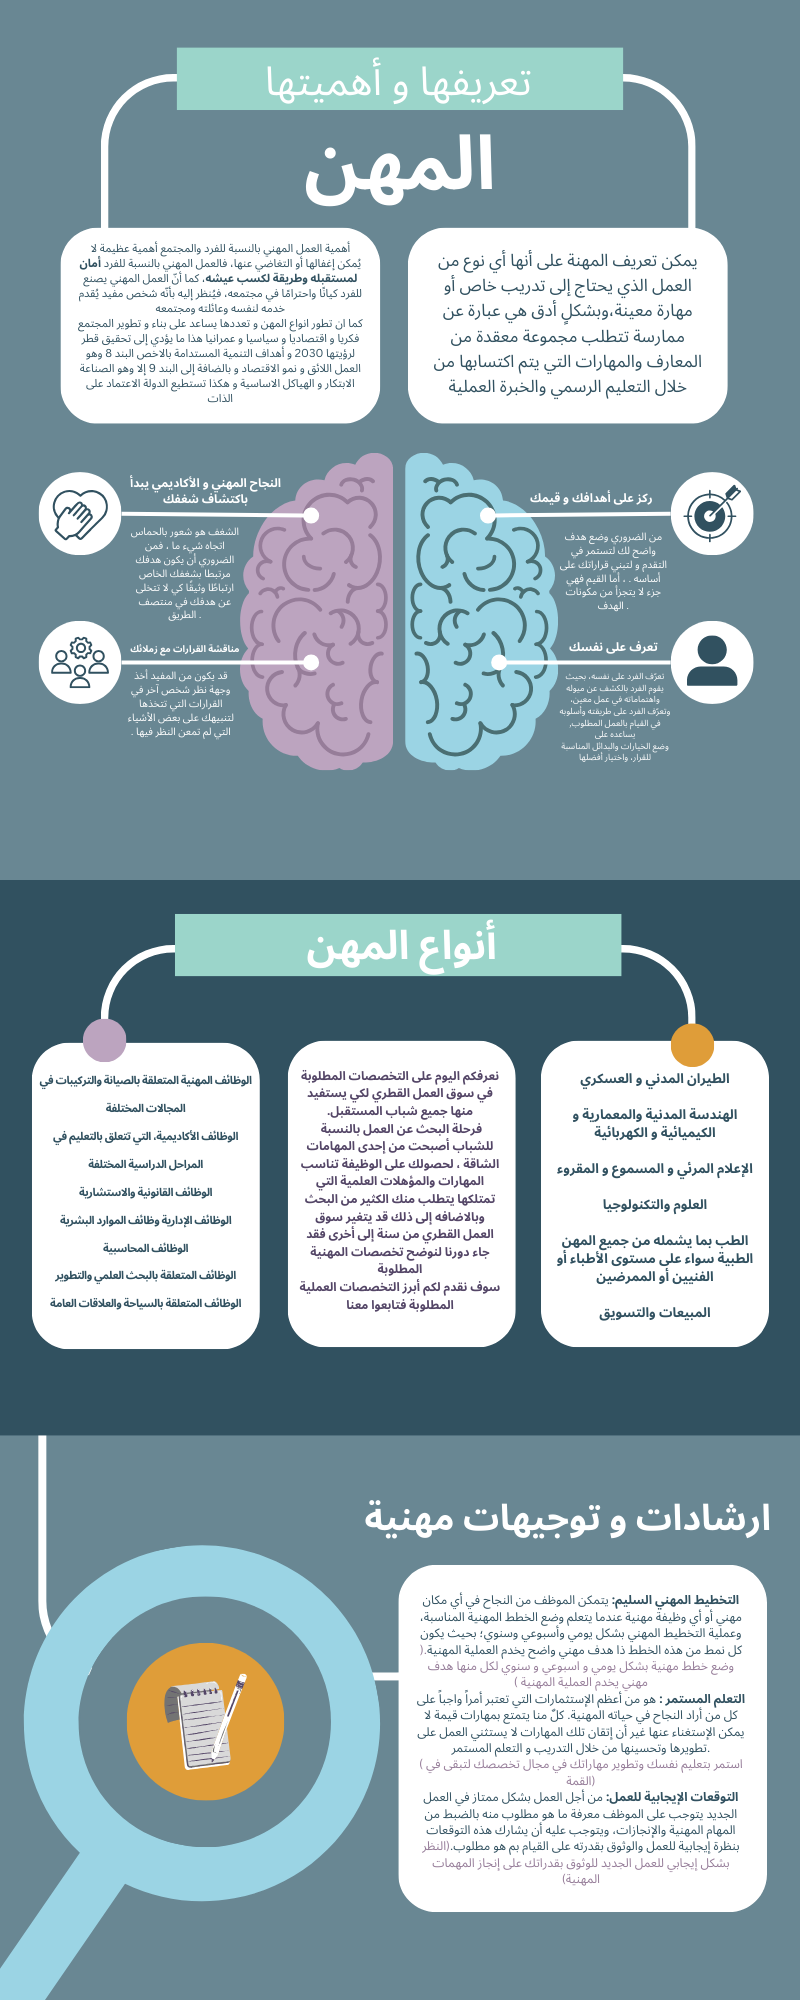 تعريفها و أهميتها
المهن
يمكن تعريف المهنة على أنها أي نوع من
العمل الذي يحتاج إلى تدريب خاص أو
مهارة معينة،وبشكلٍ أدق هي عبارة عن
ممارسة تتطلب مجموعة معقدة من
المعارف والمهارات التي يتم اكتسابها من
خلال التعليم الرسمي والخبرة العملية
أهمية العمل المهني بالنسبة للفرد والمجتمع أهمية عظيمة لا
يُمكن إغفالها أو التغاضي عنها، فالعمل المهني بالنسبة للفرد أمان
لمستقبله وطريقة لكسب عيشه، كما أنّ العمل المهني يصنع
للفرد كيانًا واحترامًا في مجتمعه، فيُنظر إليه بأنّه شخص مفيد يُقدم
خدمه لنفسه وعائلته ومجتمعه
كما ان تطور انواع المهن و تعددها يساعد على بناء و تطوير المجتمع
فكريا و اقتصاديا و سياسيا و عمرانيا هذا ما يؤدي إلى تحقيق قطر
لرؤيتها 2030 و أهداف التنمية المستدامة بالاخص البند 8 وهو
العمل اللائق و نمو الاقتصاد و بالضافة إلى البند 9 إلا وهو الصناعة
الابتكار و الهياكل الاساسية و هكذا تستطيع الدولة الاعتماد على
الذات
ركز على أهدافك و قيمك
من الضروري وضع هدف
واضح لك لتستمر في
التقدم و لتبني قراراتك على
أساسه . . أما القيم فهي
جزء لا يتجزأ من مكونات
الهدف .
النجاح المهني و الأكاديمي يبدأ
باكتشاف شغفك
الشغف هو شعور بالحماس
اتجاه شيء ما ، فمن
الضروري أن يكون هدفك
مرتبطا بشغفك الخاص
ارتباطًا وثيقًا كي لا تتخلى
عن هدفك في منتصف
الطريق .
تعرف على نفسك
تعرّف الفرد على نفسه، بحيث
يقوم الفرد بالكشف عن ميوله
واهتماماته في عمل معين،
وتعرّف الفرد على طريقته وأسلوبه
في القيام بالعمل المطلوب,
يساعده على
وضع الخيارات والبدائل المناسبة
للقرار، واختيار أفضلها
مناقشة القرارات مع زملائك
قد يكون من المفيد أخذ
وجهة نظر شخص آخر في
القرارات التي تتخذها
لتنبيهك على بعض الأشياء
التي لم تمعن النظر فيها .
أنواع المهن
الطيران المدني و العسكري
الهندسة المدنية والمعمارية و
الكيميائية و الكهربائية
الإعلام المرئي و المسموع و المقروء
العلوم والتكنولوجيا
الطب بما يشمله من جميع المهن
الطبية سواء على مستوى الأطباء أو
الفنيين أو الممرضين
المبيعات والتسويق
نعرفكم اليوم على التخصصات المطلوبة
في سوق العمل القطري لكي يستفيد
منها جميع شباب المستقبل.
فرحلة البحث عن العمل بالنسبة
للشباب أصبحت من إحدى المهامات
الشاقة ، لحصولك على الوظيفة تناسب
المهارات والمؤهلات العلمية التي
تمتلكها يتطلب منك الكثير من البحث
وبالاضافه إلى ذلك قد يتغير سوق
العمل القطري من سنة إلى أخرى فقد
جاء دورنا لنوضح تخصصات المهنية
المطلوبة
سوف نقدم لكم أبرز التخصصات العملية
المطلوبة فتابعوا معنا
الوظائف المهنية المتعلقة بالصيانة والتركيبات في
المجالات المختلفة
الوظائف الأكاديمية، التي تتعلق بالتعليم في
المراحل الدراسية المختلفة
الوظائف القانونية والاستشارية
الوظائف الإدارية وظائف الموارد البشرية
الوظائف المحاسبية
الوظائف المتعلقة بالبحث العلمي والتطوير
الوظائف المتعلقة بالسياحة والعلاقات العامة
ارشادات و توجيهات مهنية
التخطيط المهني السليم: يتمكن الموظف من النجاح في أي مكان
مهني أو أي وظيفة مهنية عندما يتعلم وضع الخطط المهنية المناسبة،
وعملية التخطيط المهني بشكل يومي وأسبوعي وسنوي؛ بحيث يكون
كل نمط من هذه الخطط ذا هدف مهني واضح يخدم العملية المهنية.(
وضع خطط مهنية بشكل يومي و اسبوعي و سنوي لكل منها هدف
مهني يخدم العملية المهنية )
التعلم المستمر : هو من أعظم الإستثمارات التي تعتبر أمراً واجباً على
كل من أراد النجاح في حياته المهنية. كلّ منا يتمتع بمهارات قيمة لا
يمكن الإستغناء عنها غير أن إتقان تلك المهارات لا يستثني العمل على
تطويرها وتحسينها من خلال التدريب و التعلم المستمر.
استمر بتعليم نفسك وتطوير مهاراتك في مجال تخصصك لتبقى في )
القمة)
التوقعات الإيجابية للعمل: من أجل العمل بشكل ممتاز في العمل
الجديد يتوجب على الموظف معرفة ما هو مطلوب منه بالضبط من
المهام المهنية والإنجازات، ويتوجب عليه أن يشارك هذه التوقعات
بنظرة إيجابية للعمل والوثوق بقدرته على القيام بم هو مطلوب.(النظر
بشكل إيجابي للعمل الجديد للوثوق بقدراتك على إنجاز المهمات
المهنية)